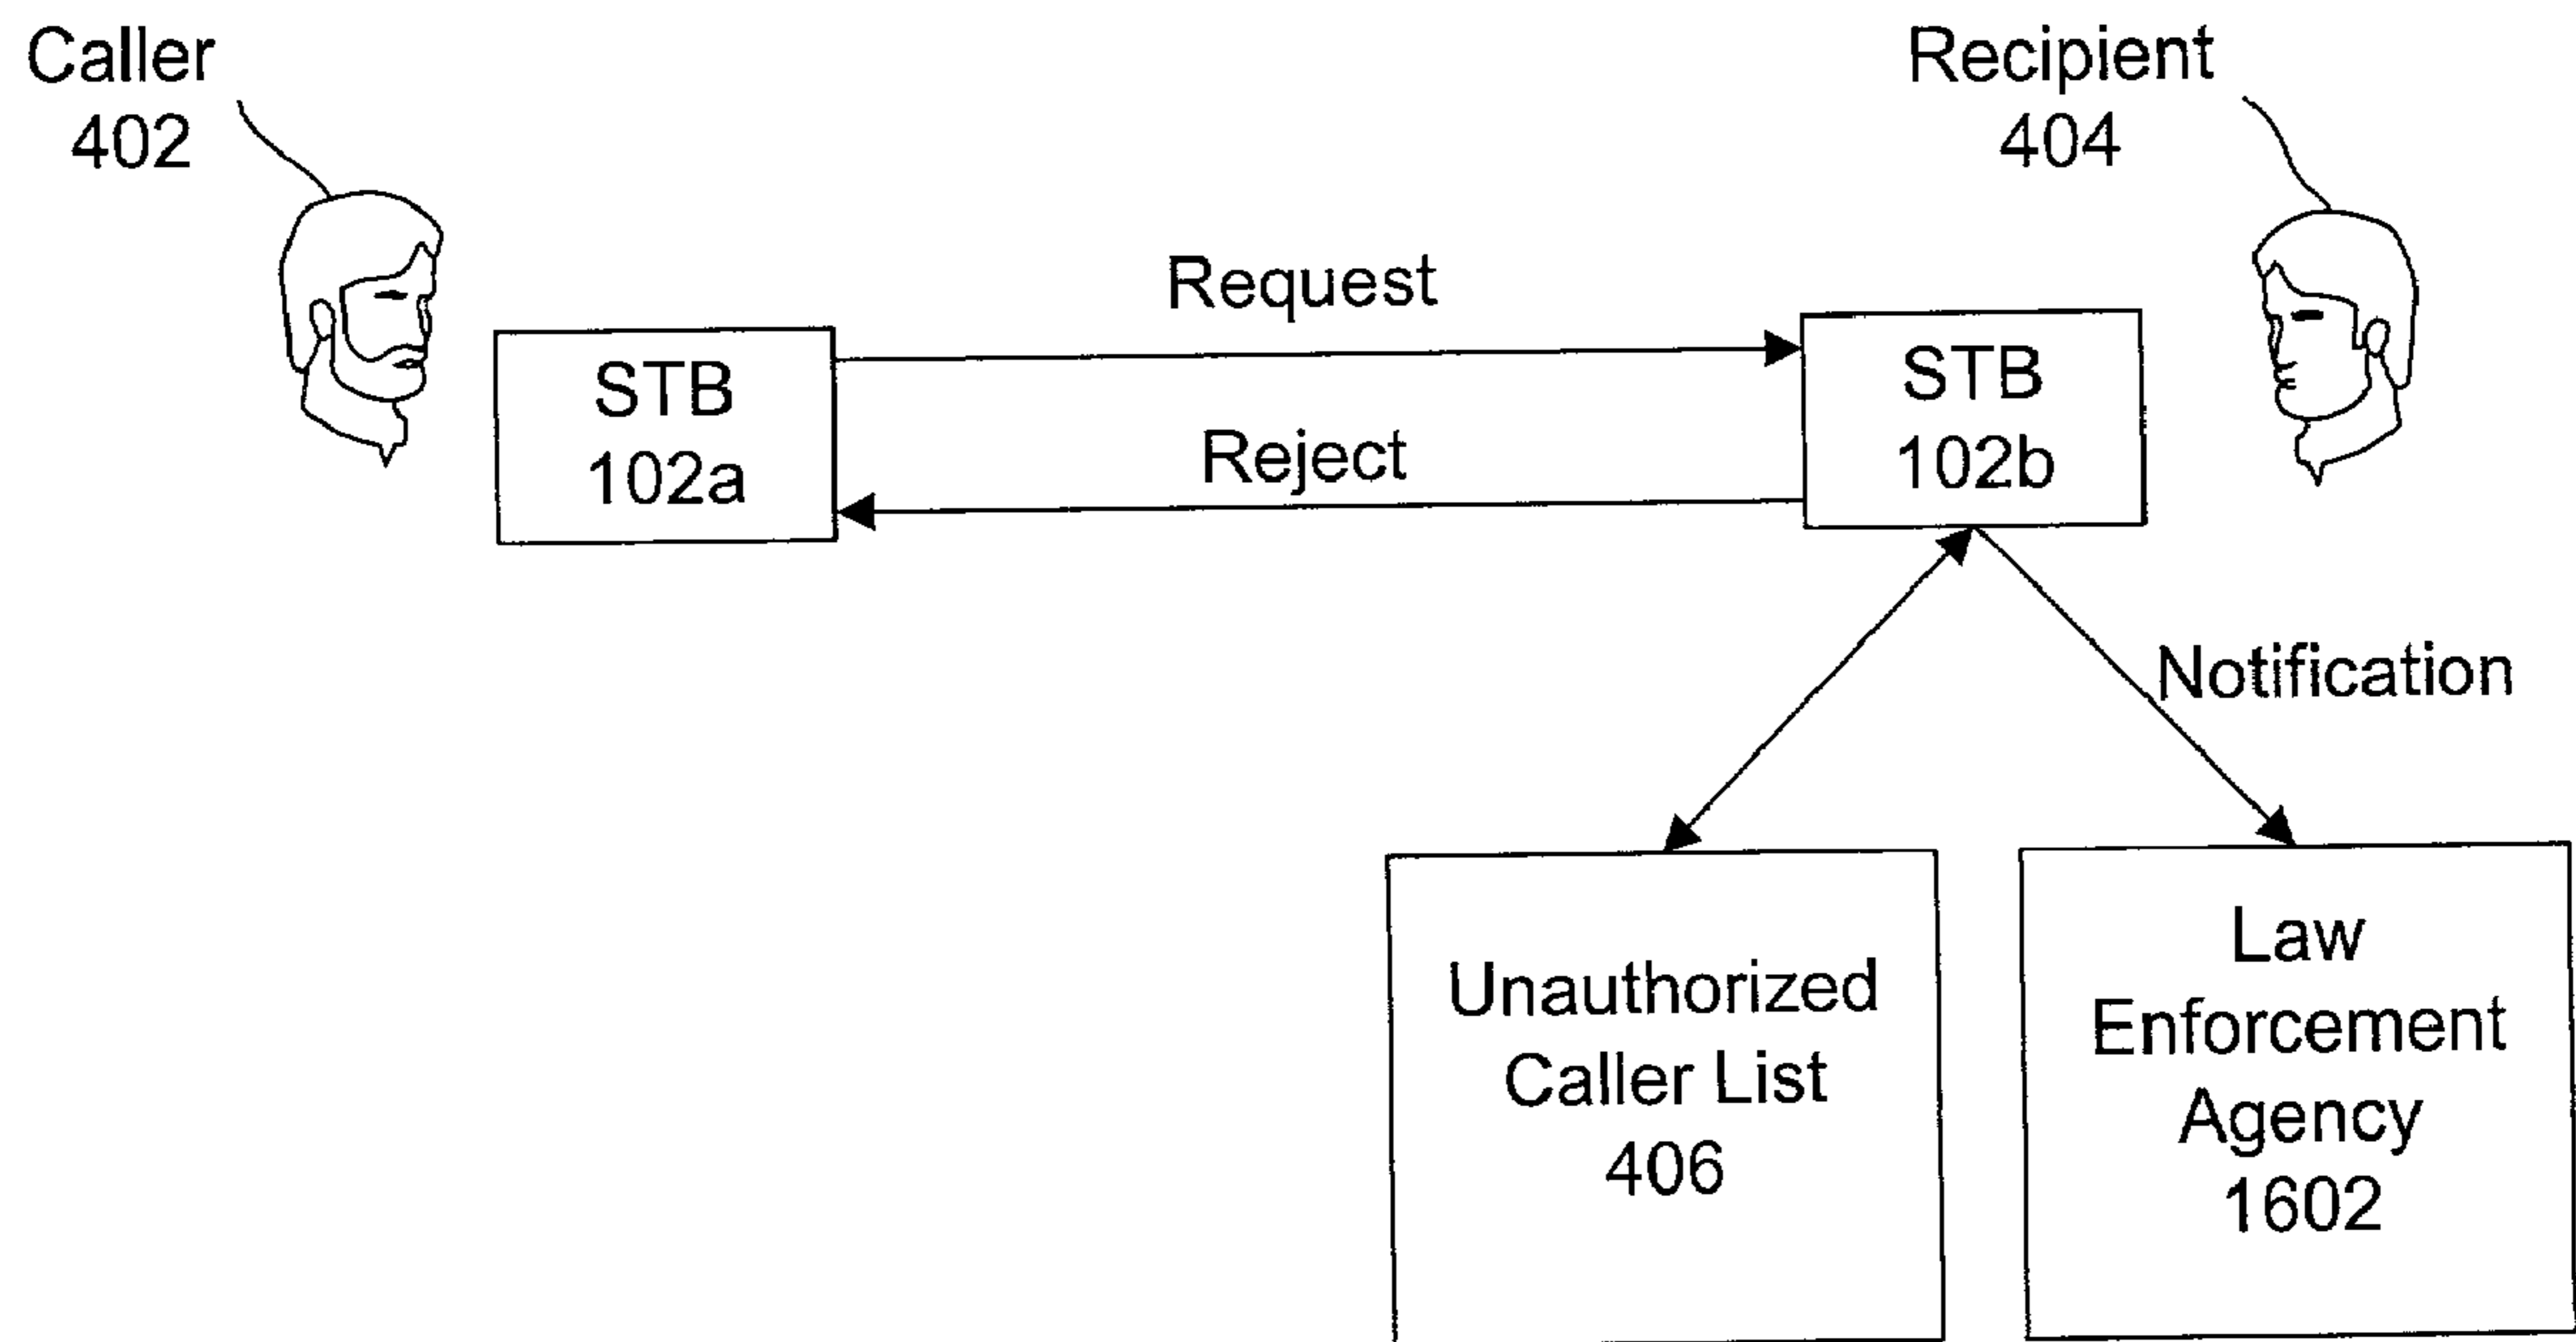 Caller
402
Recipient
404
Request
STB
102a
Reject
STB
102b
Notification
Unauthorized
Caller List
406
Law
Enforcement
Agency
1602